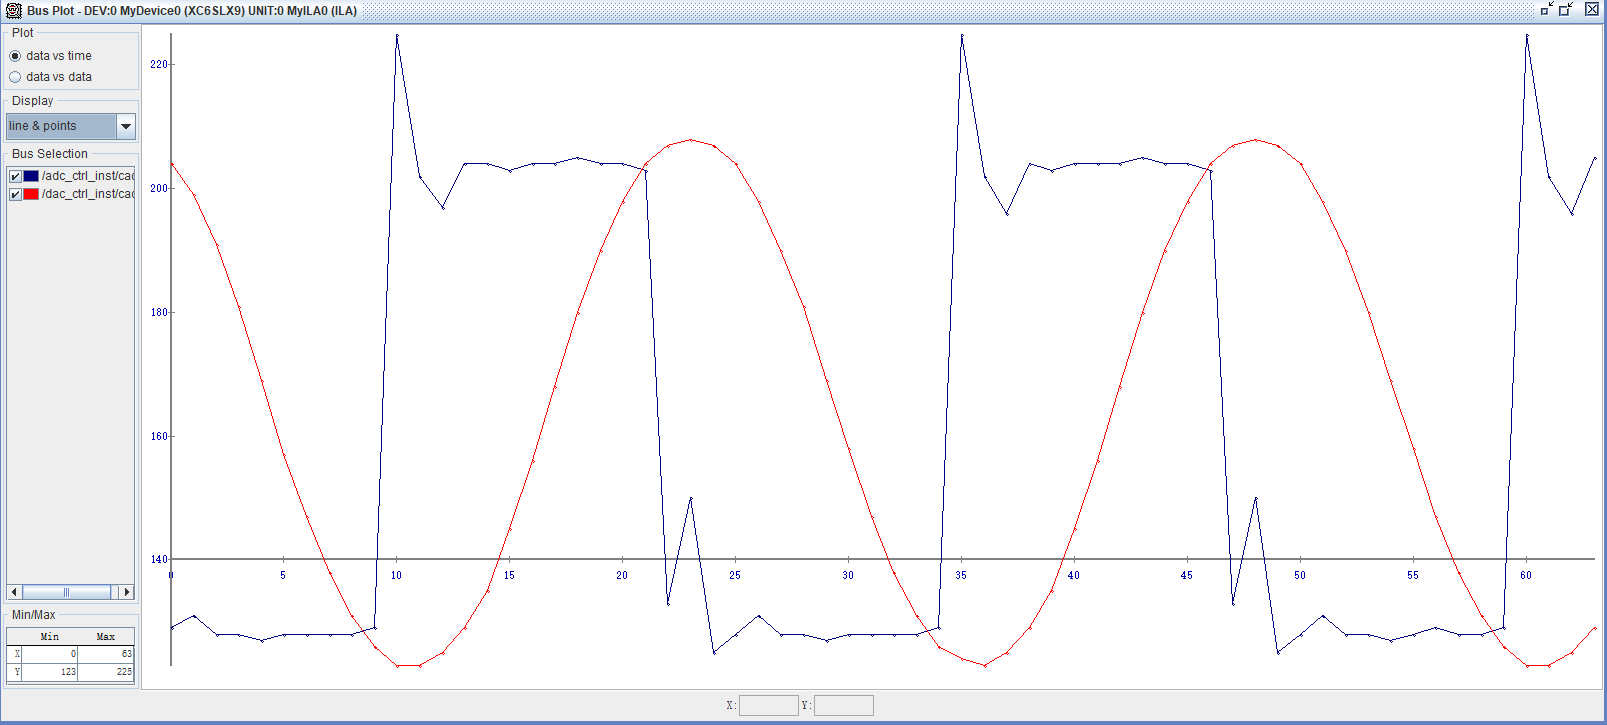 Bus Plot - DEV:0 MyDevice0 (XC6SLX9) UNIT:0 MyILA0 (ILA)
Plot
data vs time
data vs data
Display
line & points
Bus Selection
/adc_ctrl_inst/cad
/dac_ctrl_inst/cad
Min/Max
Min Max
X 0 63
Y 123 225
220
200
180
160
140
0 5 10 15 20 25 30 35 40 45 50 55 60
X: Y: